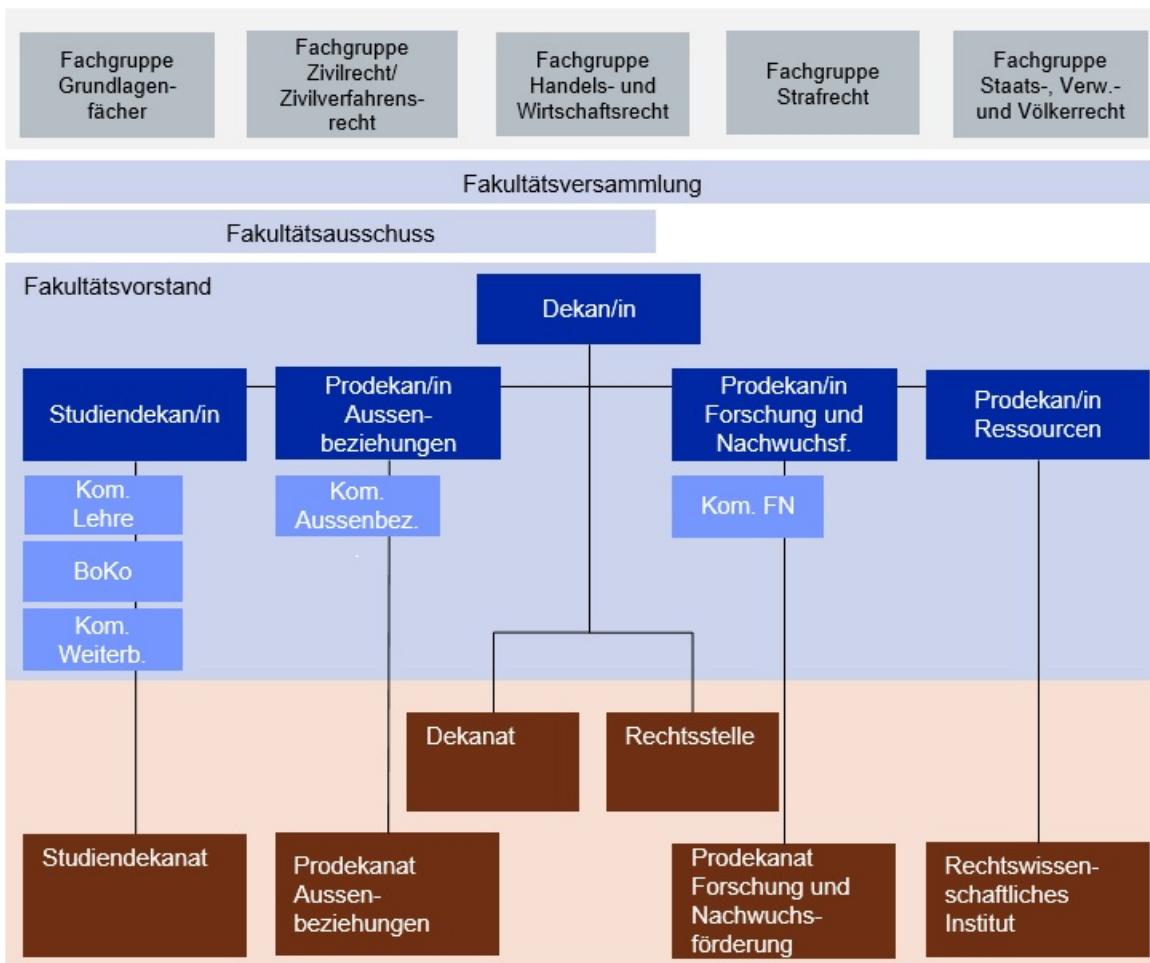 Fachgruppe
Grundlagen-
fächer
Fachgruppe
Zivilrecht/
Zivilverfahrens-
recht
Fachgruppe
Handels- und
Wirtschaftsrecht
Fachgruppe
Strafrecht
Fachgruppe
Staats-, Verw.-
und Völkerrecht
Fakultätsversammlung
Fakultätsausschuss
Fakultätsvorstand
Dekan/in
Studiendekan/in
Prodekan/in
Aussen-
beziehungen
Prodekan/in
Forschung und
Nachwuchsf.
Prodekan/in
Ressourcen
Kom.
Lehre
BoKo
Kom.
Weiterb.
Kom.
Aussenbez.
Kom. FN
Dekanat
Rechtsstelle
Studiendekanat
Prodekanat
Aussen-
beziehungen
Prodekanat
Forschung und
Nachwuchs-
förderung
Rechtswissen-
schaftliches
Institut